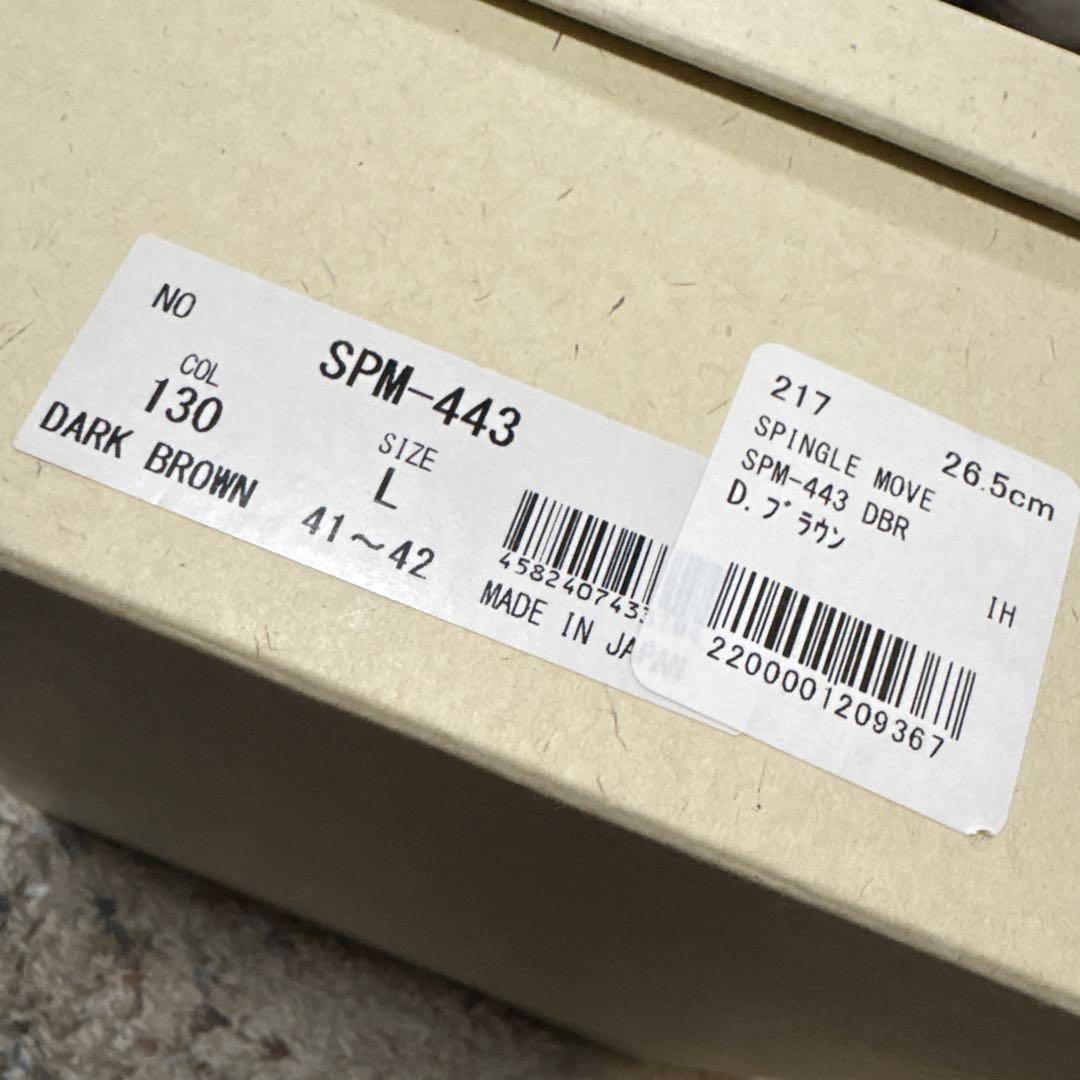 NO
SPM-443
COL
130
DARK BROWN
SIZE
L
41~42
MADE IN JAPAN
217
26.5cm
SPINGLE MOVE
SPM-443 DBR
D.ブラウン
IH
2200001209367